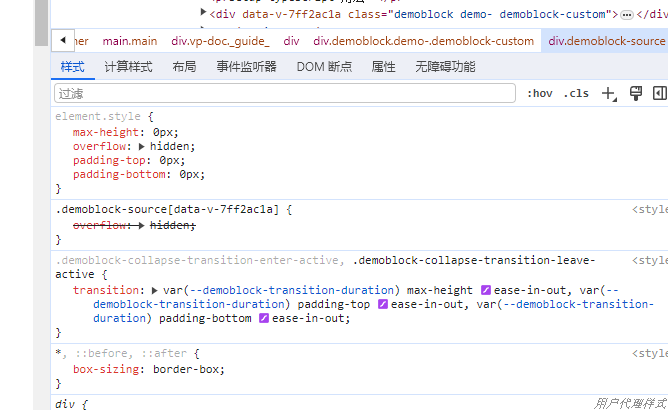 <div data-v-7ff2ac1a class="demoblock demo- demoblock-custom">⋯</div>
ner main.main div.vp-doc._guide_ div div.demoblock.demo-.demoblock-custom div.demoblock-source
样式 计算样式 布局 事件监听器 DOM 断点 属性 无障碍功能
过滤 :hov .cls
element.style {
max-height: 0px;
overflow: hidden;
padding-top: 0px;
padding-bottom: 0px;
}
.demoblock-source[data-v-7ff2ac1a] { <style
overflow: hidden;
}
.demoblock-collapse-transition-enter-active, .demoblock-collapse-transition-leave- <style
active {
transition: var(--demoblock-transition-duration) max-height ease-in-out, var(--
demoblock-transition-duration) padding-top ease-in-out, var(--demoblock-transition-
duration) padding-bottom ease-in-out;
}
*, ::before, ::after { <style
box-sizing: border-box;
}
div { 用户代理样式